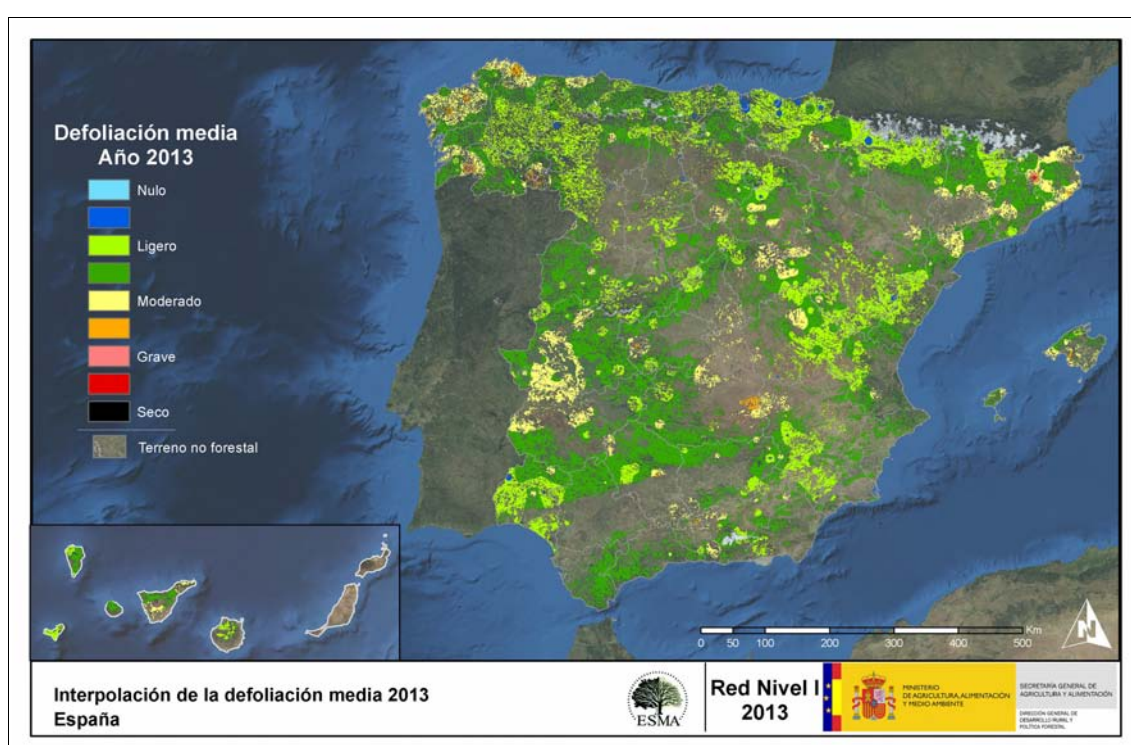 Defoliación media
Año 2013
Nulo
Ligero
Moderado
Grave
Seco
Terreno no forestal
Km
0 50 100 200 300 400 500
N
Interpolación de la defoliación media 2013
España
ESMA
Red Nivel I
2013
MINISTERIO
DE AGRICULTURA, ALIMENTACIÓN
Y MEDIO AMBIENTE
SECRETARÍA GENERAL DE
AGRICULTURA Y ALIMENTACIÓN
DIRECCIÓN GENERAL DE
DESARROLLO RURAL Y
POLÍTICA FORESTAL